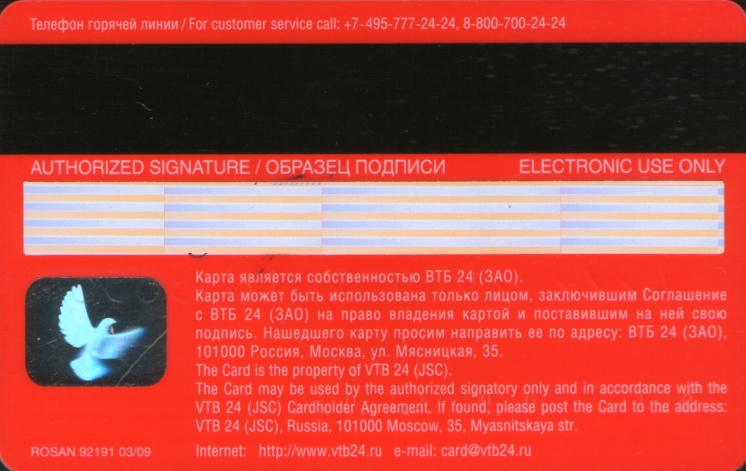 Телефон горячей линии / For customer service call: +7-495-777-24-24, 8-800-700-24-24
AUTHORIZED SIGNATURE / ОБРАЗЕЦ ПОДПИСИ ELECTRONIC USE ONLY
Карта является собственностью ВТБ 24 (ЗАО).
Карта может быть использована только лицом, заключившим Соглашение
с ВТБ 24 (ЗАО) на право владения картой и поставившим на ней свою
подпись. Нашедшего карту просим направить ее по адресу: ВТБ 24 (ЗАО),
101000 Россия, Москва, ул. Мясницкая, 35.
The Card is the property of VTB 24 (JSC).
The Card may be used by the authorized signatory only and in accordance with the
VTB 24 (JSC) Cardholder Agreement. If found, please post the Card to the address:
VTB 24 (JSC), Russia, 101000 Moscow, 35, Myasnitskaya str.
ROSAN 92191 03/09 Internet: http://www.vtb24.ru e-mail: card@vtb24.ru